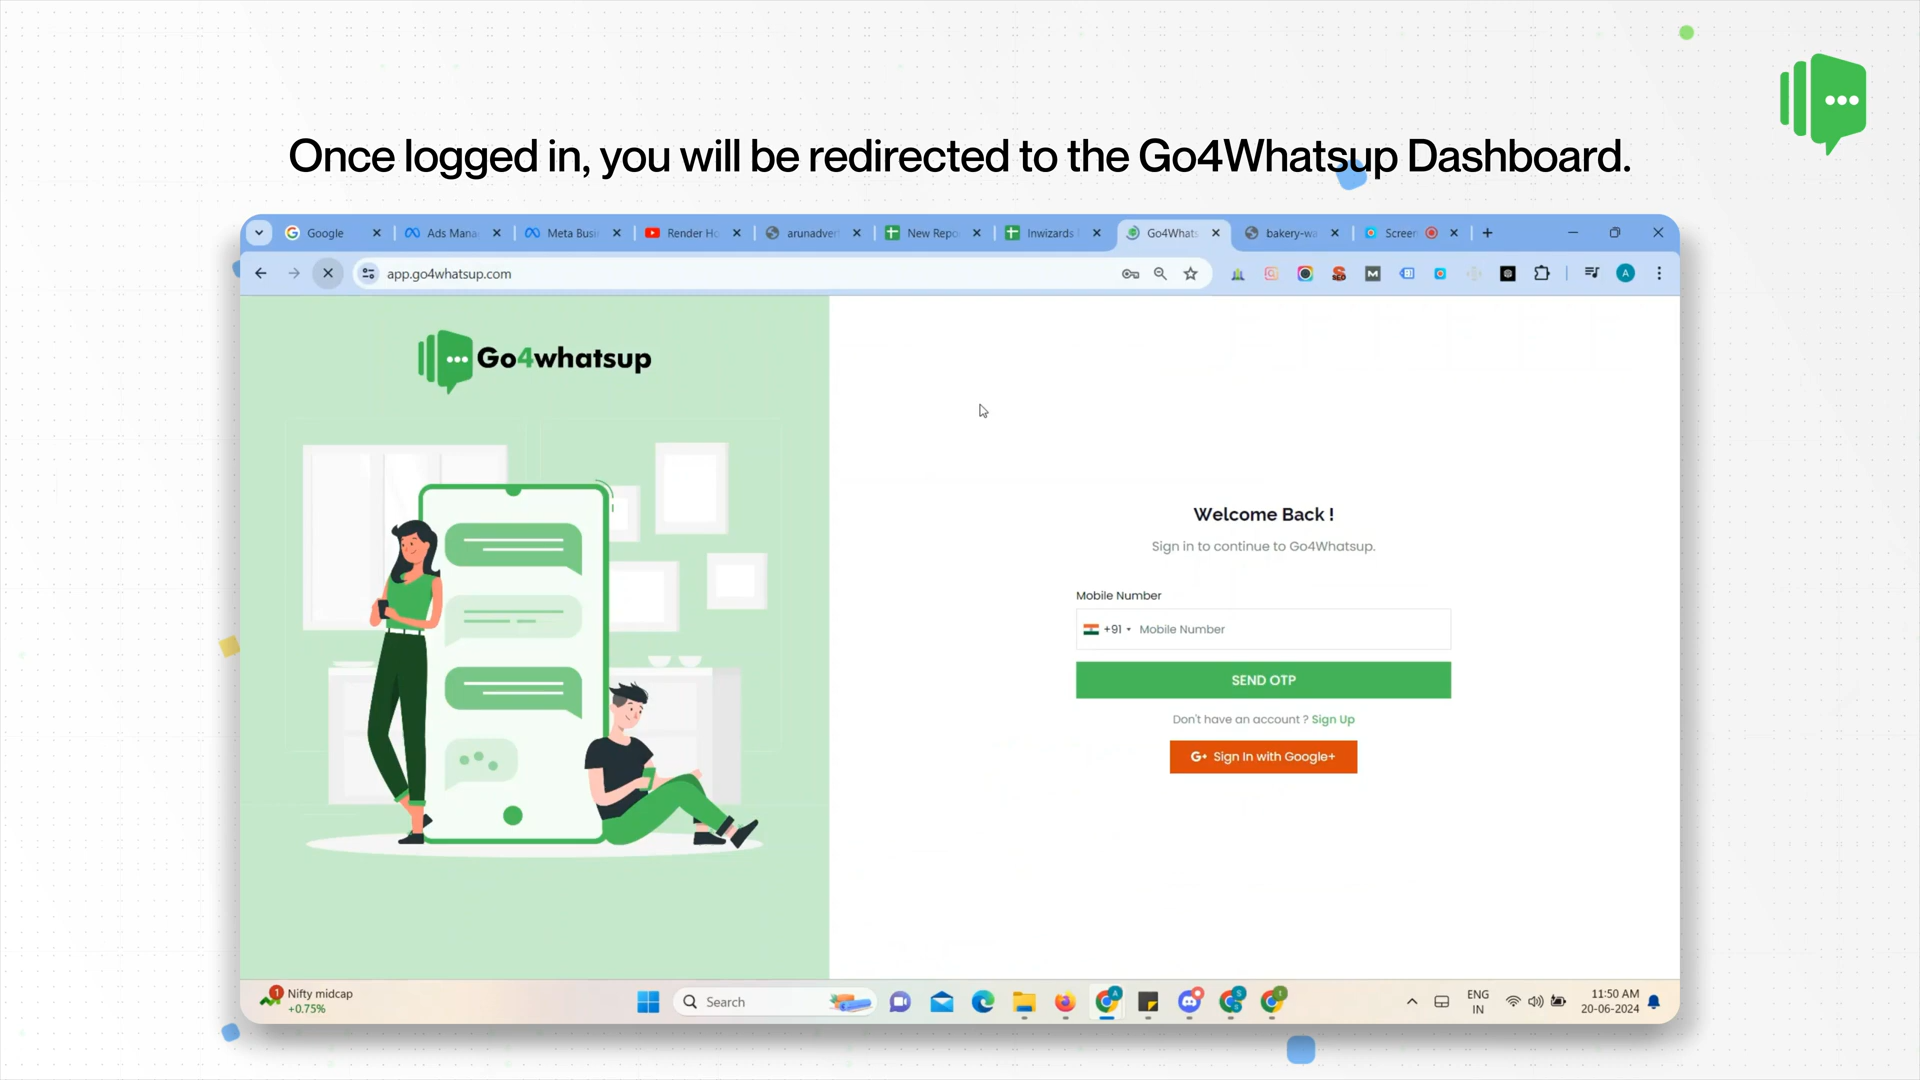 Once logged in, you will be redirected to the Go4Whatsup Dashboard.
Google
Ads Mana
Meta Busi
Render Ho
arunadver
New Repo
Inwizards
Go4Whats
bakery-wa
Screen
app.go4whatsup.com
SEO
M
A
Go4whatsup
Welcome Back !
Sign in to continue to Go4Whatsup.
Mobile Number
+91 Mobile Number
SEND OTP
Don't have an account ? Sign Up
G+ Sign In with Google+
1
Nifty midcap
+0.75%
Search
A
S
t
ENG
IN
11:50 AM
20-06-2024